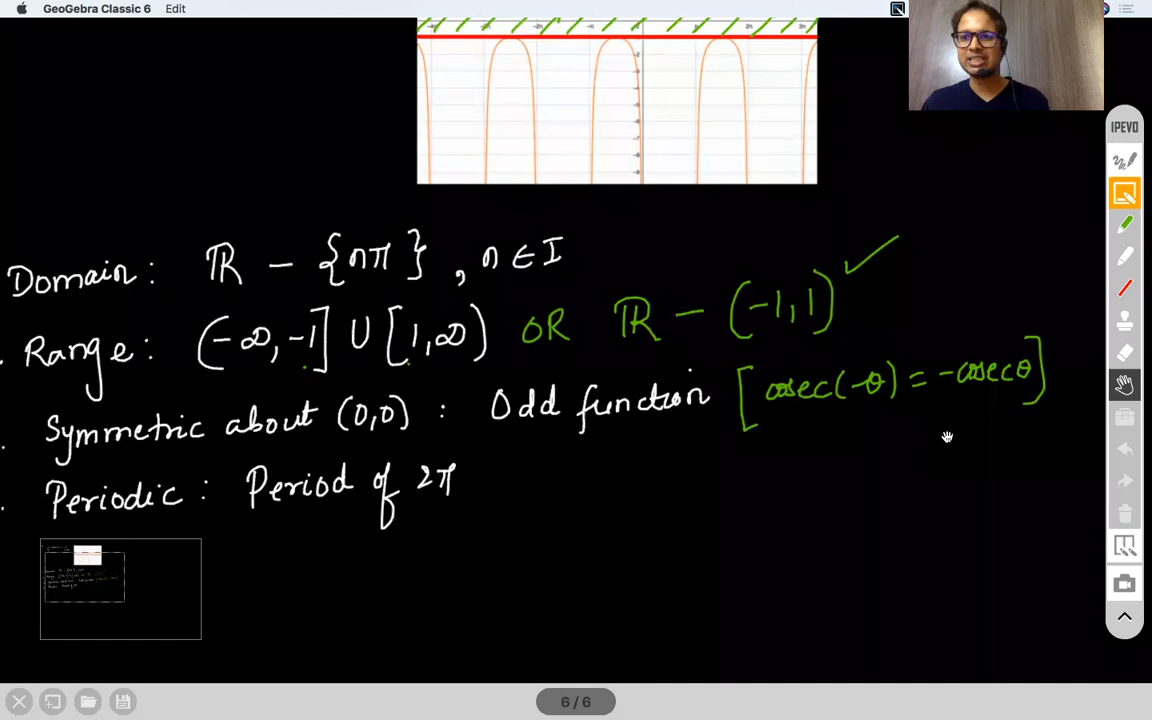 GeoGebra Classic 6 Edit
Domain: ℝ - {nπ}, n ∈ I
Range: (-∞, -1] U [1, ∞) OR ℝ - (-1, 1)
Symmetric about (0,0) : Odd function [cosec(-θ) = -cosecθ]
Periodic : Period of 2π
IPEVO
6 / 6